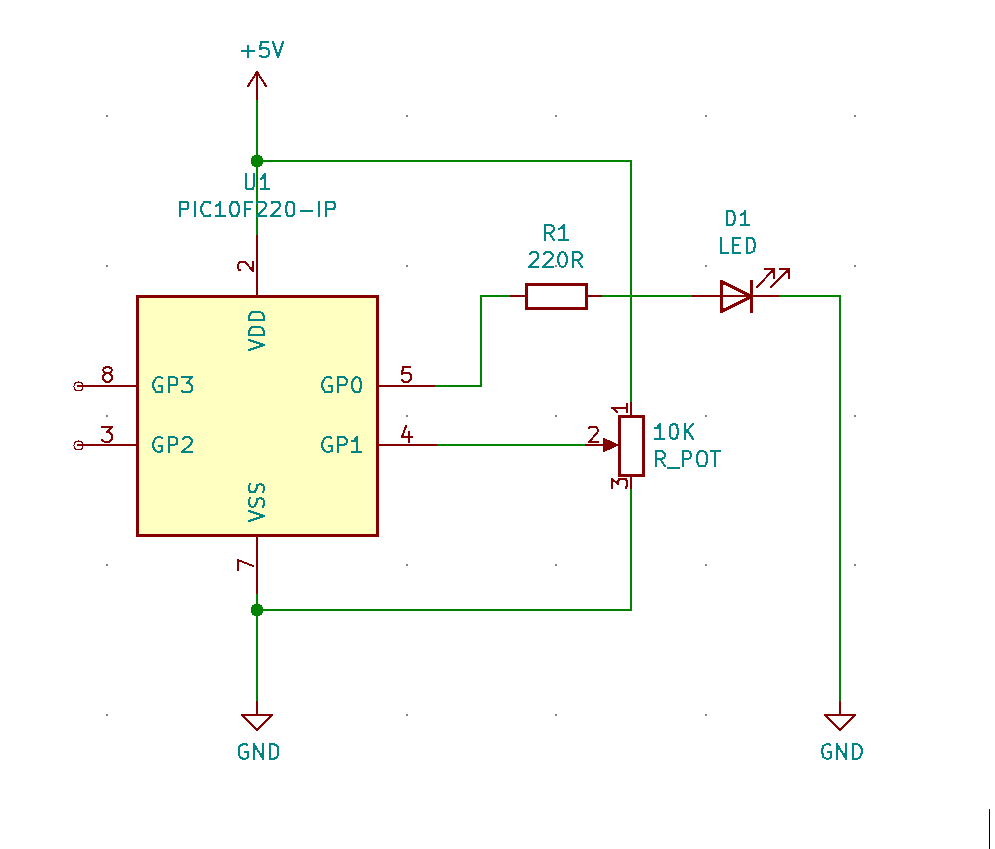 +5V
U1
PIC10F220-IP
D1
LED
R1
220R
2
VDD
8
GP3
GP0
5
3
GP2
GP1
4
1
2
10K
R_POT
3
VSS
7
GND
GND